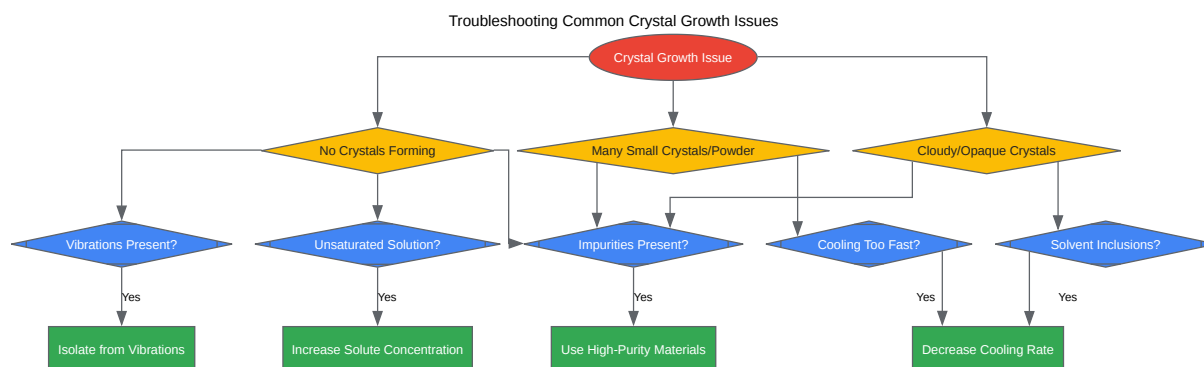 Troubleshooting Common Crystal Growth Issues
Crystal Growth Issue
No Crystals Forming
Many Small Crystals/Powder
Cloudy/Opaque Crystals
Vibrations Present?
Unsaturated Solution?
Impurities Present?
Cooling Too Fast?
Solvent Inclusions?
Yes
Yes
Yes
Yes
Yes
Isolate from Vibrations
Increase Solute Concentration
Use High-Purity Materials
Decrease Cooling Rate